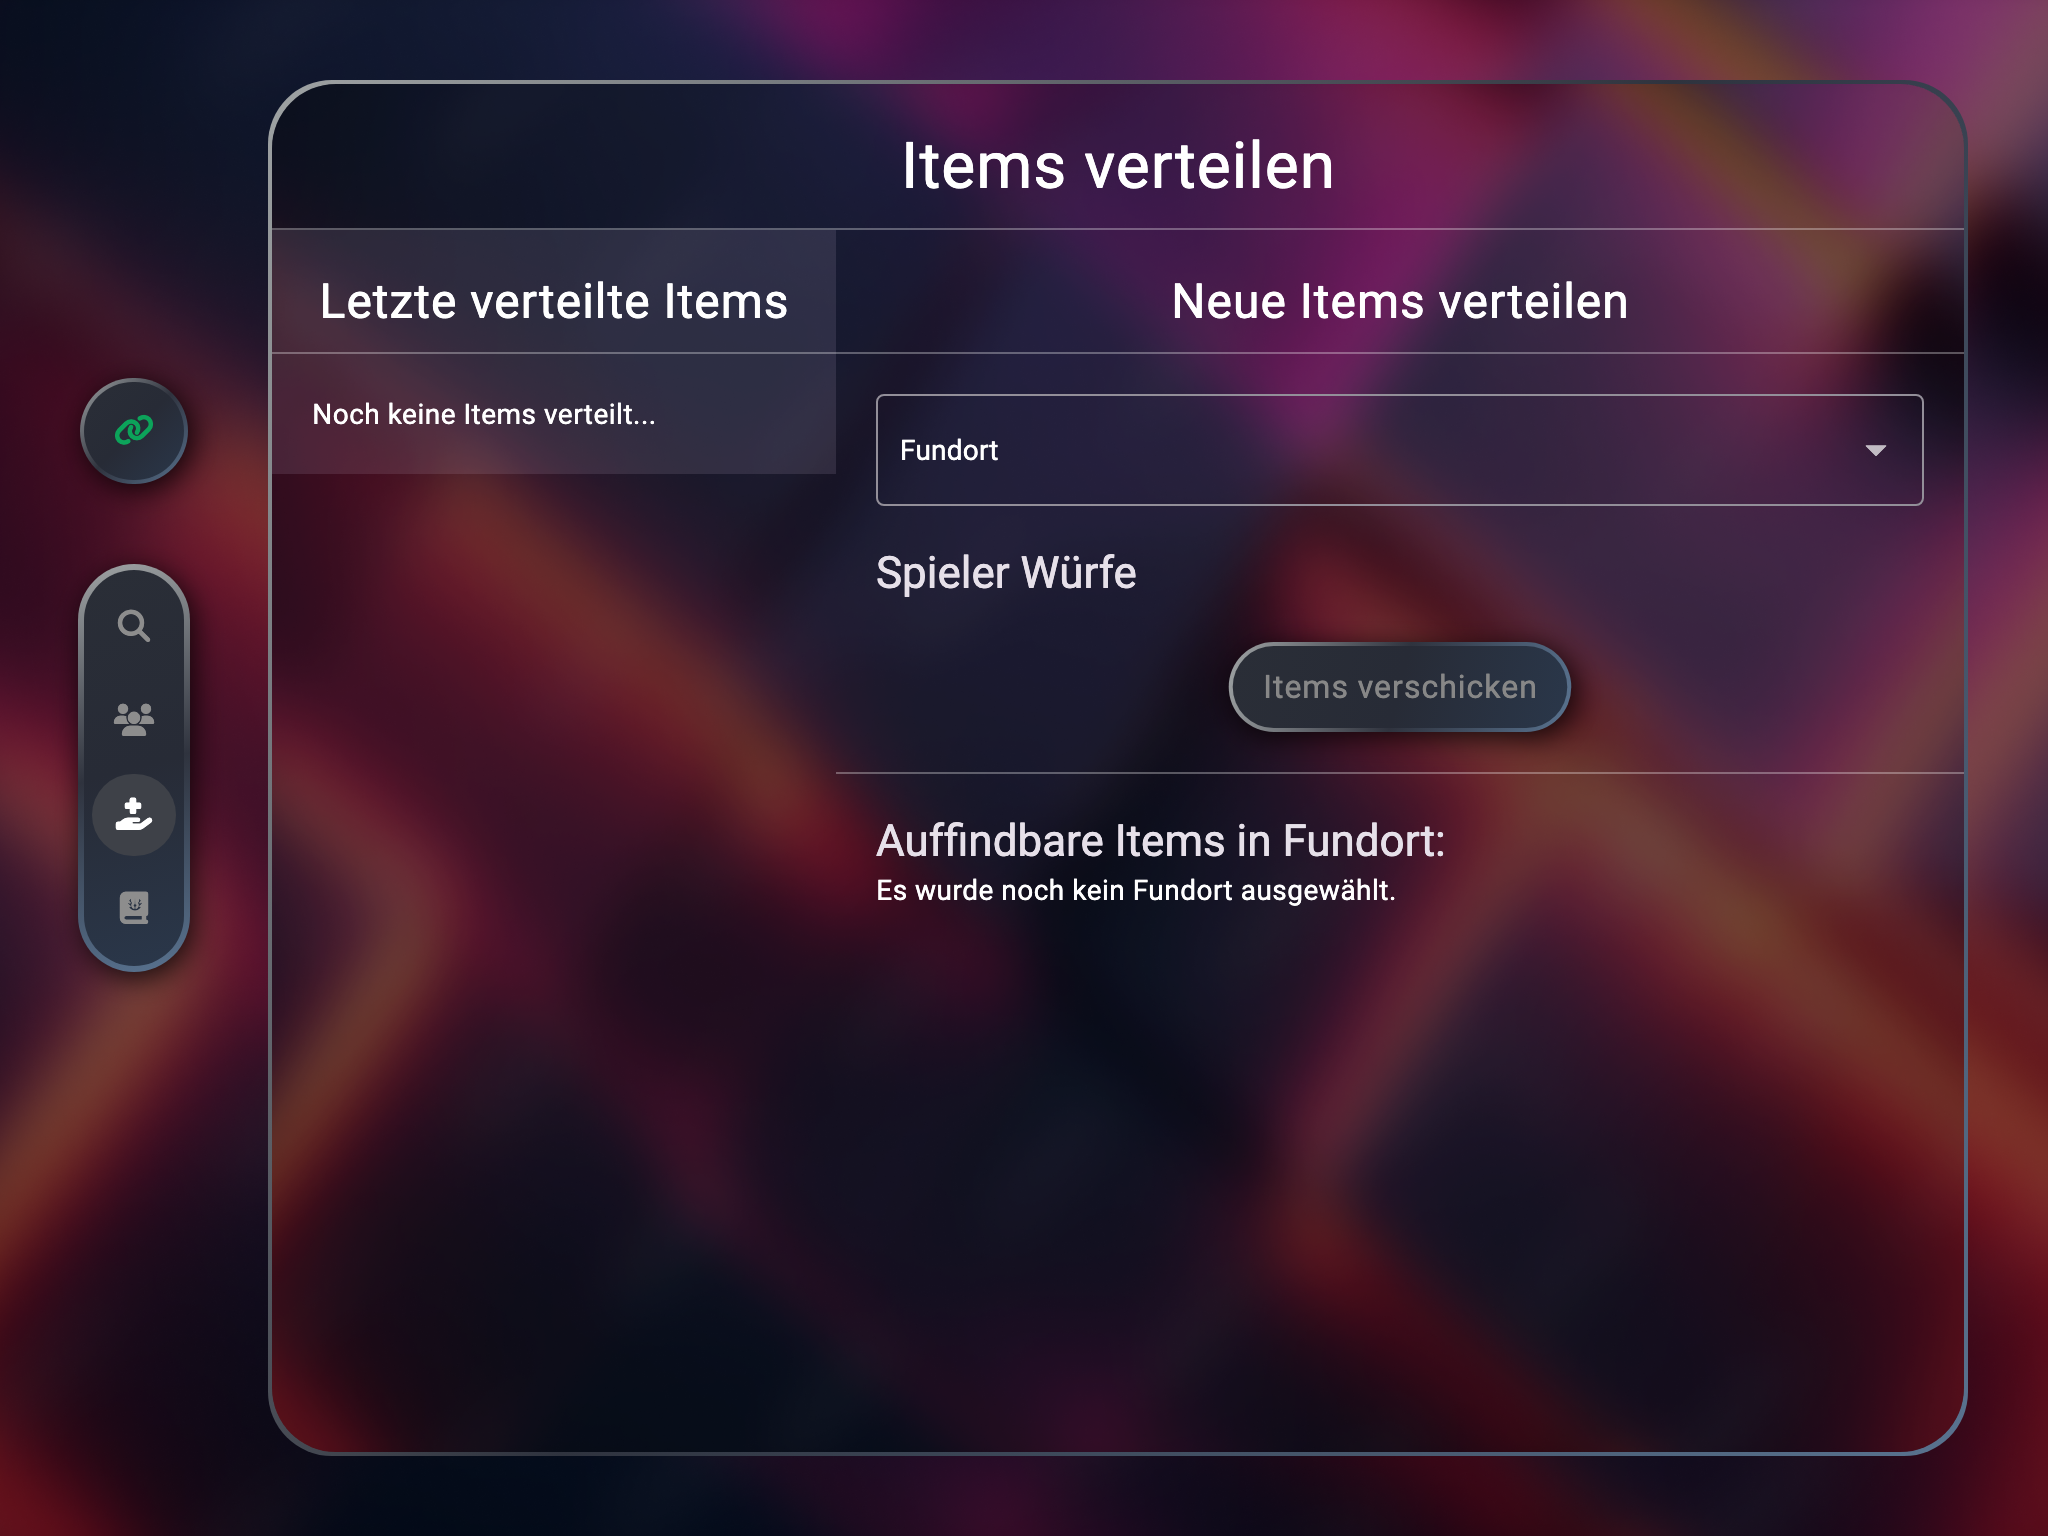 Items verteilen
Letzte verteilte Items
Noch keine Items verteilt...
Neue Items verteilen
Fundort
Spieler Würfe
Items verschicken
Auffindbare Items in Fundort:
Es wurde noch kein Fundort ausgewählt.